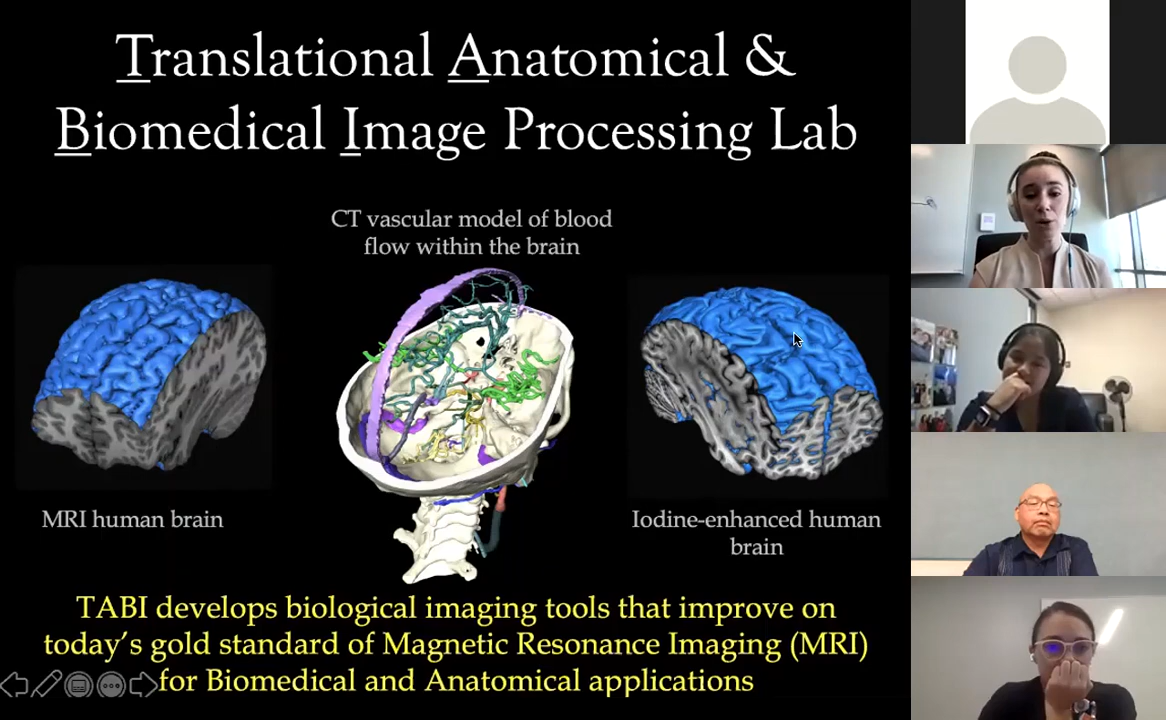 Translational Anatomical &
Biomedical Image Processing Lab
CT vascular model of blood
flow within the brain
MRI human brain
Iodine-enhanced human
brain
TABI develops biological imaging tools that improve on
today's gold standard of Magnetic Resonance Imaging (MRI)
for Biomedical and Anatomical applications